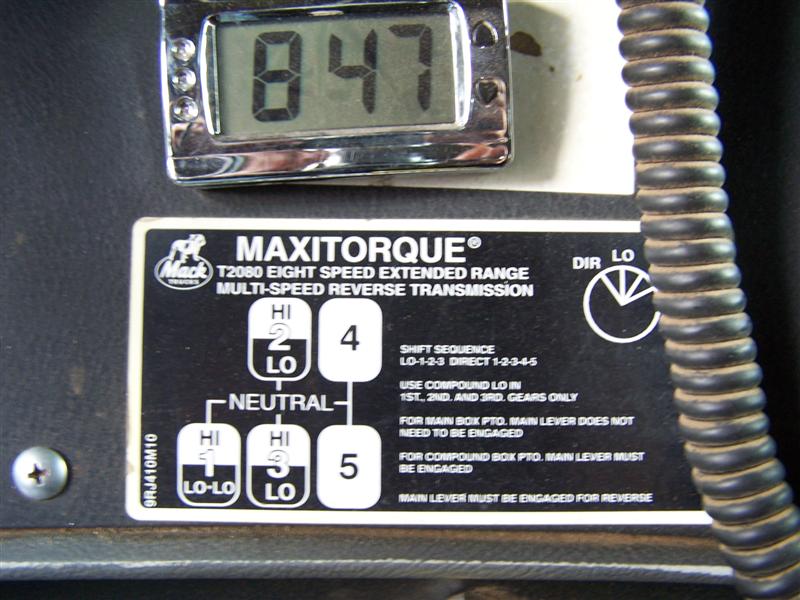 847
Mack
TRUCKS
MAXITORQUE®
T2080 EIGHT SPEED EXTENDED RANGE
MULTI-SPEED REVERSE TRANSMISSION
DIR LO
HI
2
LO
4
NEUTRAL
HI
1
LO-LO
HI
3
LO
5
SHIFT SEQUENCE
LO-1-2-3 DIRECT 1-2-3-4-5
USE COMPOUND LO IN
1ST., 2ND. AND 3RD. GEARS ONLY
FOR MAIN BOX PTO. MAIN LEVER DOES NOT
NEED TO BE ENGAGED
FOR COMPOUND BOX PTO. MAIN LEVER MUST
BE ENGAGED
MAIN LEVER MUST BE ENGAGED FOR REVERSE
9RJ410M10